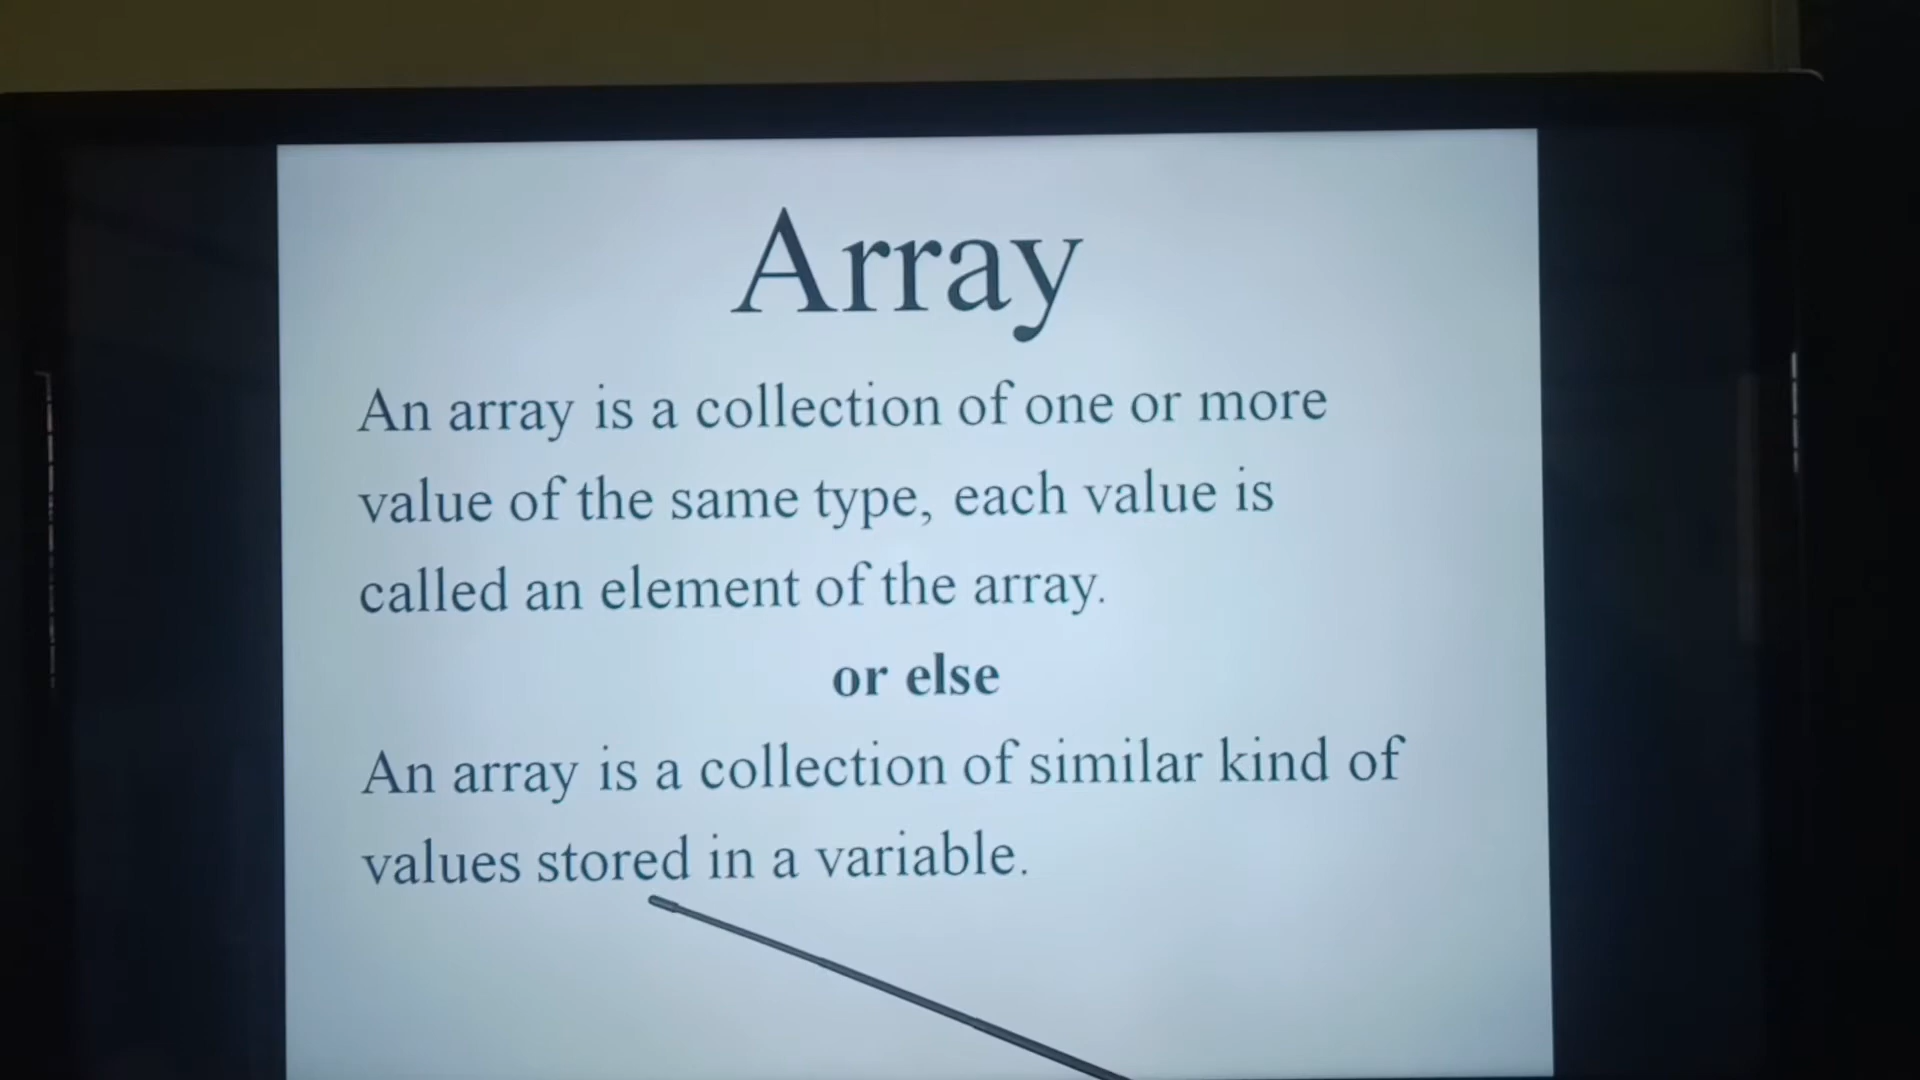 Array
An array is a collection of one or more
value of the same type, each value is
called an element of the array.
or else
An array is a collection of similar kind of
values stored in a variable.